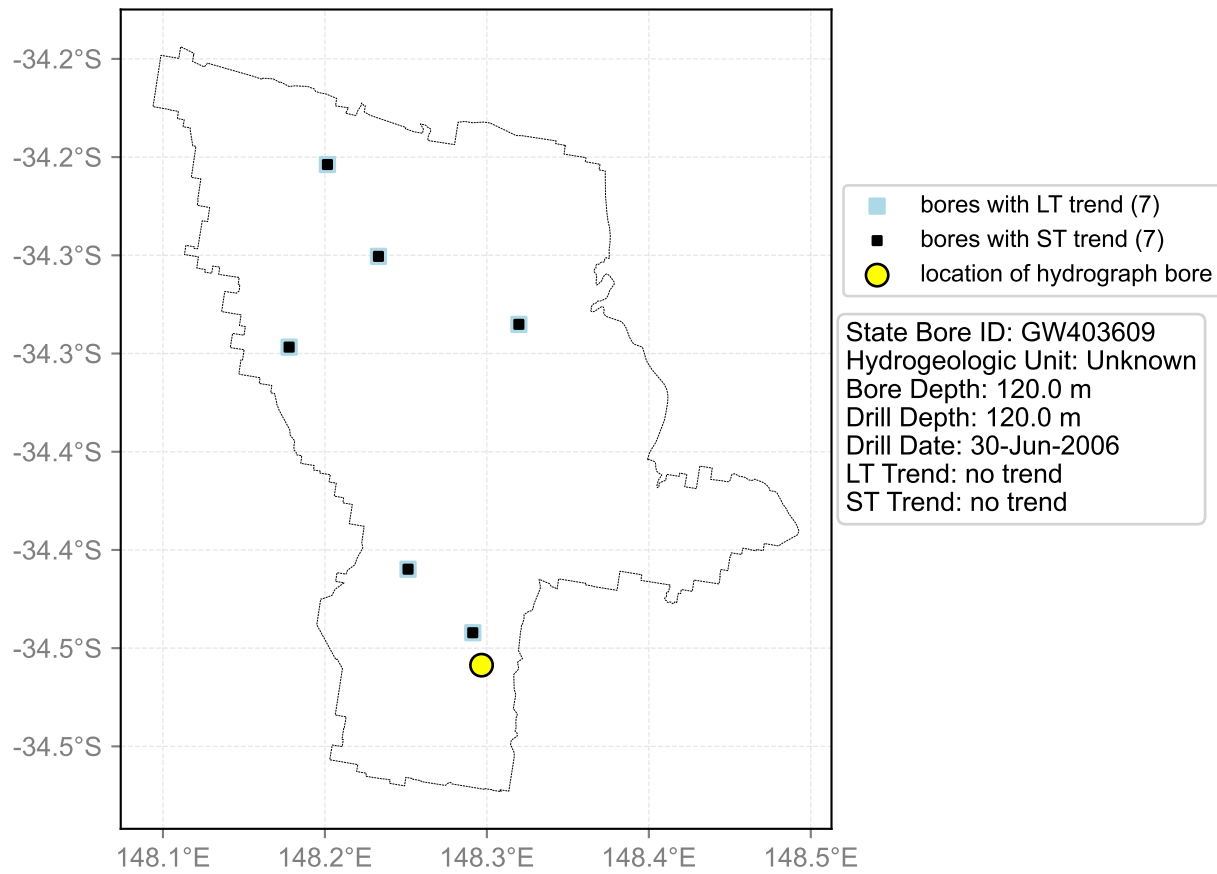 -34.2°S
-34.2°S
-34.3°S
-34.3°S
-34.4°S
-34.4°S
-34.5°S
-34.5°S
148.1°E
148.2°E
148.3°E
148.4°E
148.5°E
bores with LT trend (7)
bores with ST trend (7)
location of hydrograph bore
State Bore ID: GW403609
Hydrogeologic Unit: Unknown
Bore Depth: 120.0 m
Drill Depth: 120.0 m
Drill Date: 30-Jun-2006
LT Trend: no trend
ST Trend: no trend